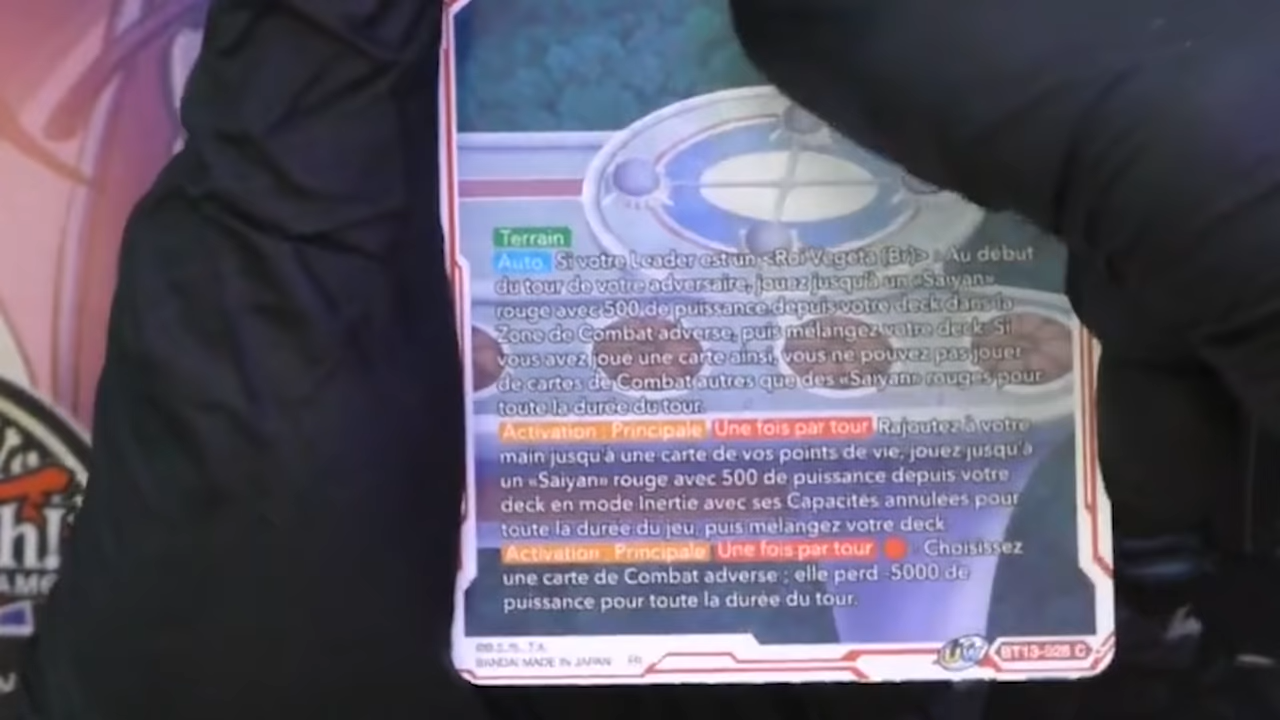 Terrain
Auto. Si votre Leader est un <Roi Vegeta (Br)> : Au début
du tour de votre adversaire, jouez jusqu'à un «Saiyan»
rouge avec 500 de puissance depuis votre deck dans la
Zone de Combat adverse, puis mélangez votre deck. Si
vous avez joué une carte ainsi, vous ne pouvez pas jouer
de cartes de Combat autres que des «Saiyan» rouges pour
toute la durée du tour.
Activation : Principale Une fois par tour Rajoutez à votre
main jusqu'à une carte de vos points de vie, jouez jusqu'à
un «Saiyan» rouge avec 500 de puissance depuis votre
deck en mode Inertie avec ses Capacités annulées pour
toute la durée du jeu, puis mélangez votre deck
Activation : Principale Une fois par tour : Choisissez
une carte de Combat adverse ; elle perd -5000 de
puissance pour toute la durée du tour.
BANDAI MADE IN JAPAN FR
UW
h!